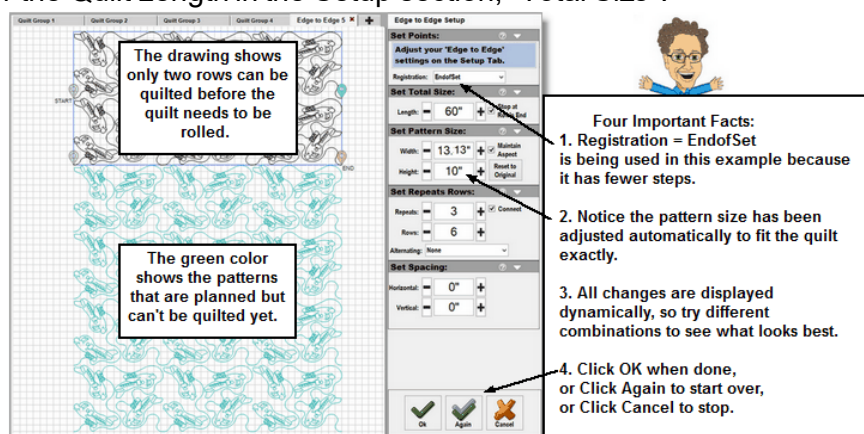 the Quilt Length in the Setup section, "Total Size".
Quilt Group 1
Quilt Group 2
Quilt Group 3
Quilt Group 4
Edge to Edge 5
Edge to Edge Setup
The drawing shows
only two rows can be
quilted before the
quilt needs to be
rolled.
START
END
The green color
shows the patterns
that are planned but
can't be quilted yet.
Set Points:
Adjust your 'Edge to Edge'
settings on the Setup Tab.
Registration: EndofSet
Set Total Size:
Length: 60" Stop at
Rows End
Set Pattern Size:
Width: 13.13" Maintain
Aspect
Height: 10" Reset to
Original
Set Repeats Rows:
Repeats: 3 Connect
Rows: 6
Alternating: None
Set Spacing:
Horizontal: 0"
Vertical: 0"
Ok
Again
Cancel
Four Important Facts:
1. Registration = EndofSet
is being used in this example because
it has fewer steps.
2. Notice the pattern size has been
adjusted automatically to fit the quilt
exactly.
3. All changes are displayed
dynamically, so try different
combinations to see what looks best.
4. Click OK when done,
or Click Again to start over,
or Click Cancel to stop.